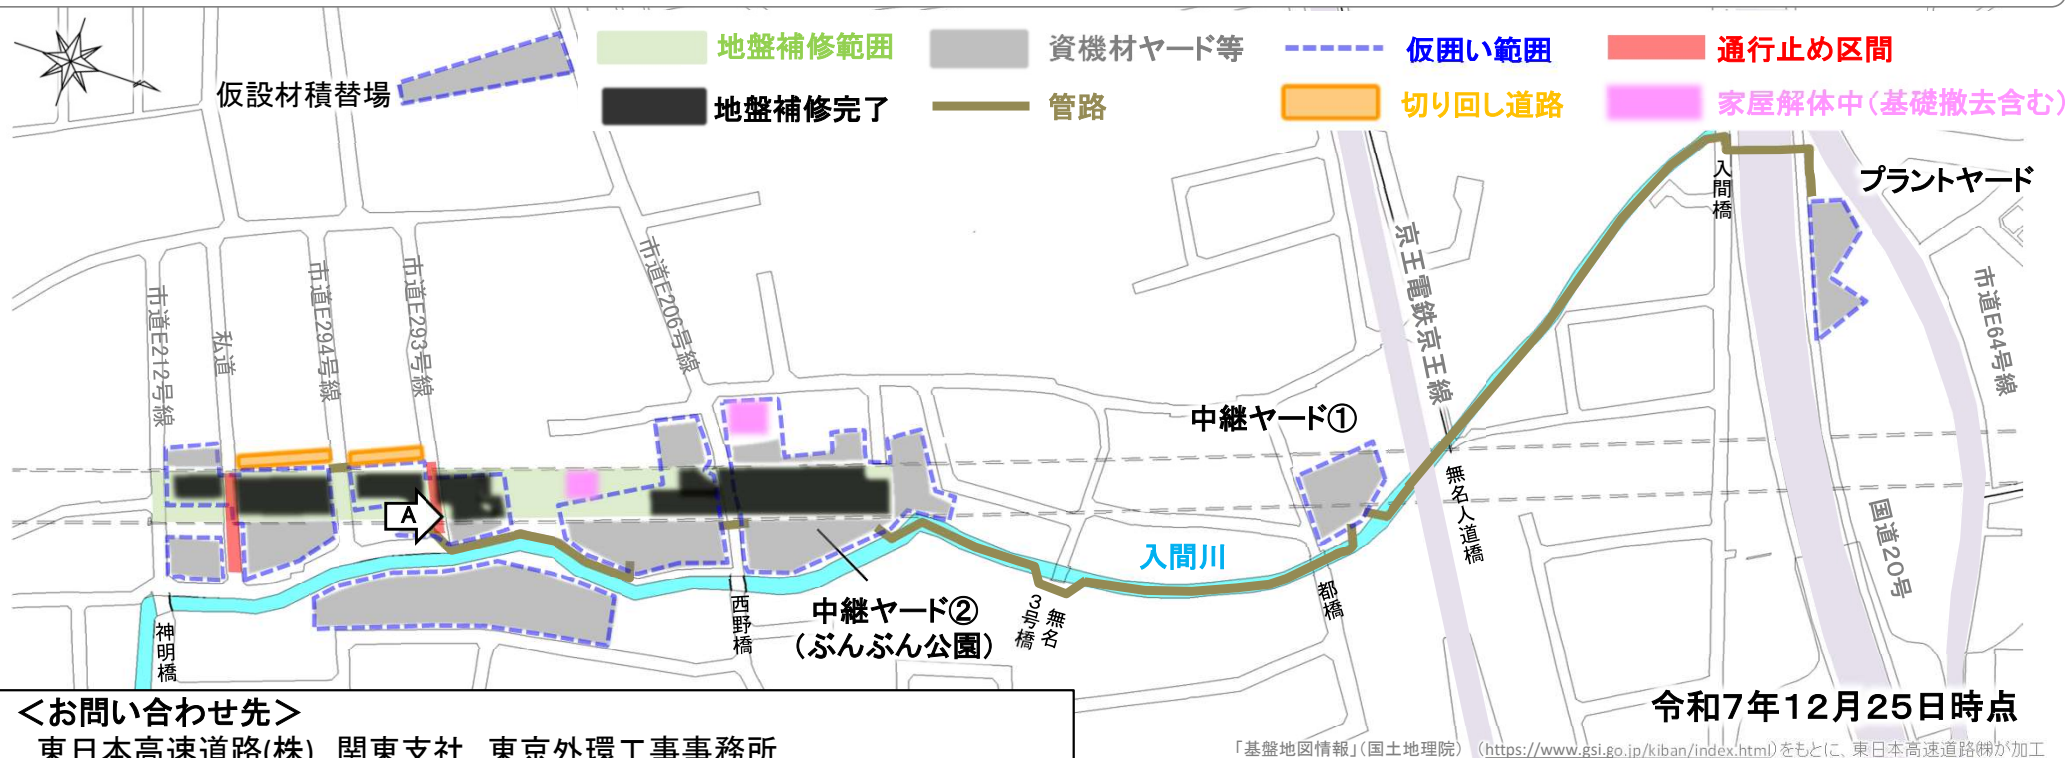 地盤補修範囲
資機材ヤード等
仮囲い範囲
通行止め区間
地盤補修完了
管路
切り回し道路
家屋解体中（基礎撤去含む）
仮設材積替場
入間橋
プラントヤード
市道E212号線
私道
市道E294号線
市道E293号線
市道E206号線
京王電鉄京王線
市道E64号線
中継ヤード①
A
無名人道橋
国道20号
入間川
神明橋
西野橋
中継ヤード②
（ぶんぶん公園）
無名
3号橋
都橋
令和7年12月25日時点
＜お問い合わせ先＞
東日本高速道路(株) 関東支社 東京外環工事事務所
「基盤地図情報」（国土地理院） （https://www.gsi.go.jp/kiban/index.html）をもとに、東日本高速道路㈱が加工